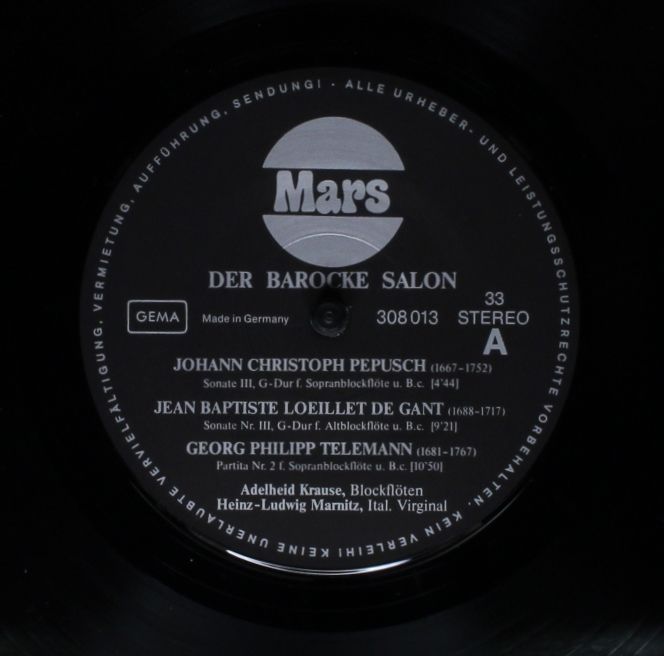 ALLE URHEBER- UND LEISTUNGSSCHUTZRECHTE VORBEHALTEN. KEIN VERLEIH! KEINE UNERLAUBTE VERVIELFÄLTIGUNG, VERMIETUNG, AUFFÜHRUNG, SENDUNG! ·
Mars
DER BAROCKE SALON
GEMA Made in Germany 308 013 33 STEREO
A
JOHANN CHRISTOPH PEPUSCH (1667-1752)
Sonate III, G-Dur f. Sopranblockflöte u. B.c. [4'44]
JEAN BAPTISTE LOEILLET DE GANT (1688-1717)
Sonate Nr. III, G-Dur f. Altblockflöte u. B.c. [9'21]
GEORG PHILIPP TELEMANN (1681-1767)
Partita Nr. 2 f. Sopranblockflöte u. B.c. [10'50]
Adelheid Krause, Blockflöten
Heinz-Ludwig Marnitz, Ital. Virginal